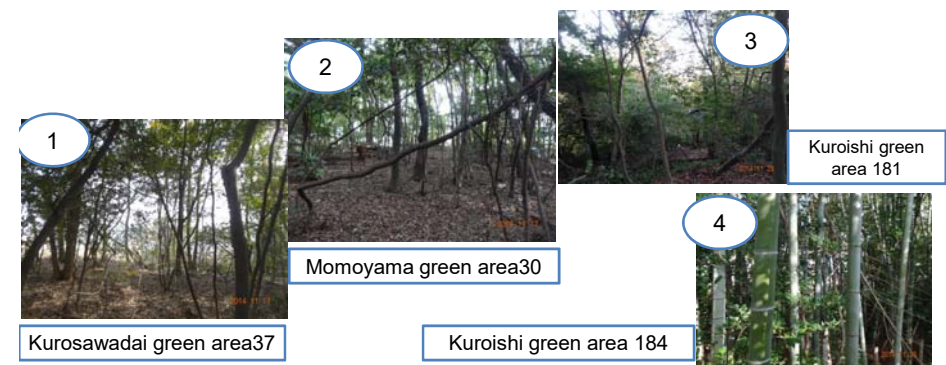 1
Kurosawadai green area37
2
Momoyama green area30
3
Kuroishi green
area 181
4
Kuroishi green area 184